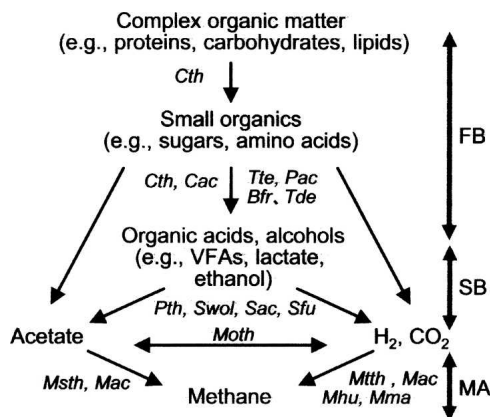 Complex organic matter
(e.g., proteins, carbohydrates, lipids)
Cth
Small organics
(e.g., sugars, amino acids)
FB
Cth, Cac
Tte, Pac
Bfr, Tde
Organic acids, alcohols
(e.g., VFAs, lactate,
ethanol)
SB
Pth, Swol, Sac, Sfu
Acetate
Moth
H₂, CO₂
Msth, Mac
Mtth , Mac
Mhu, Mma
MA
Methane